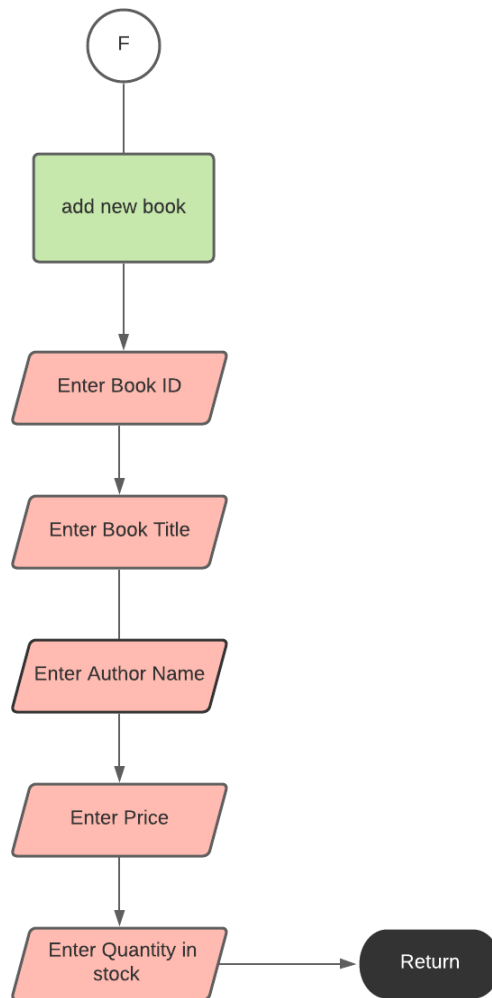 F
add new book
Enter Book ID
Enter Book Title
Enter Author Name
Enter Price
Enter Quantity in
stock
Return